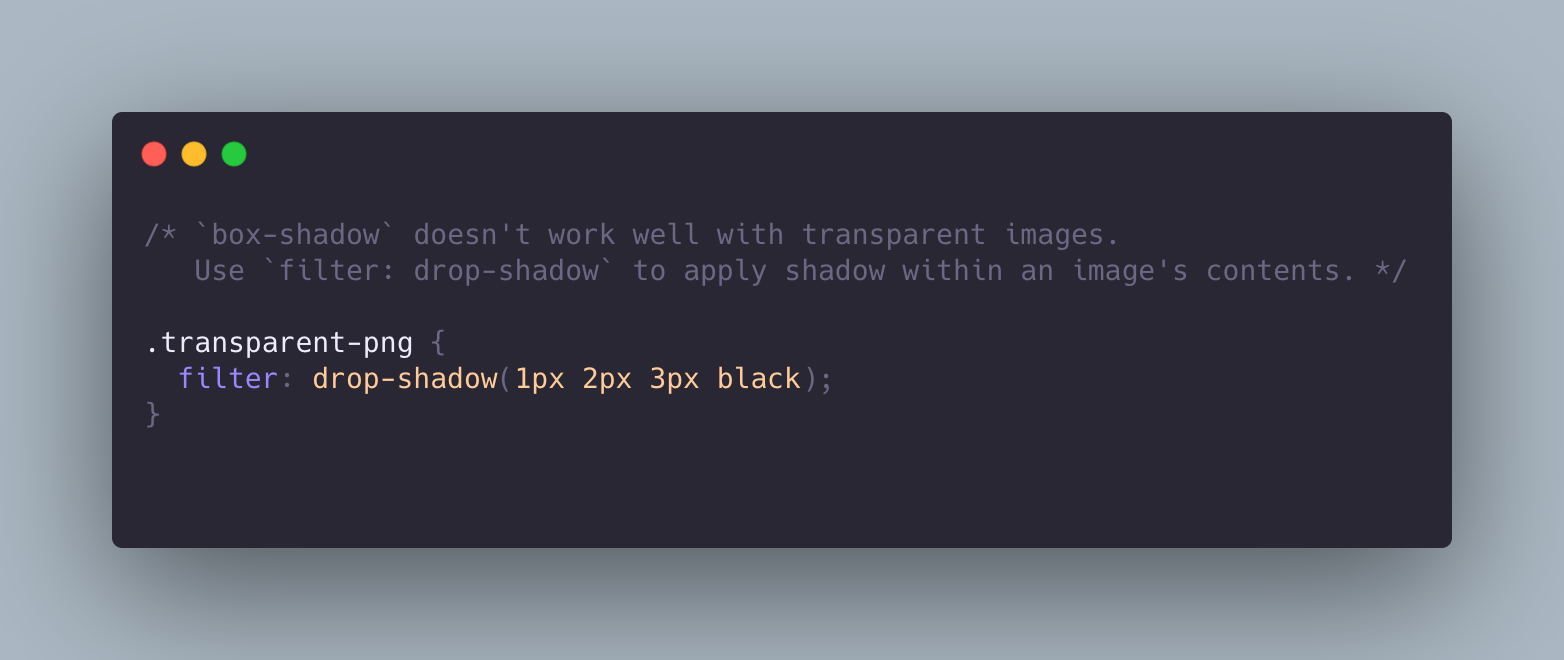 /* `box-shadow` doesn't work well with transparent images.
   Use `filter: drop-shadow` to apply shadow within an image's contents. */
.transparent-png {
  filter: drop-shadow(1px 2px 3px black);
}